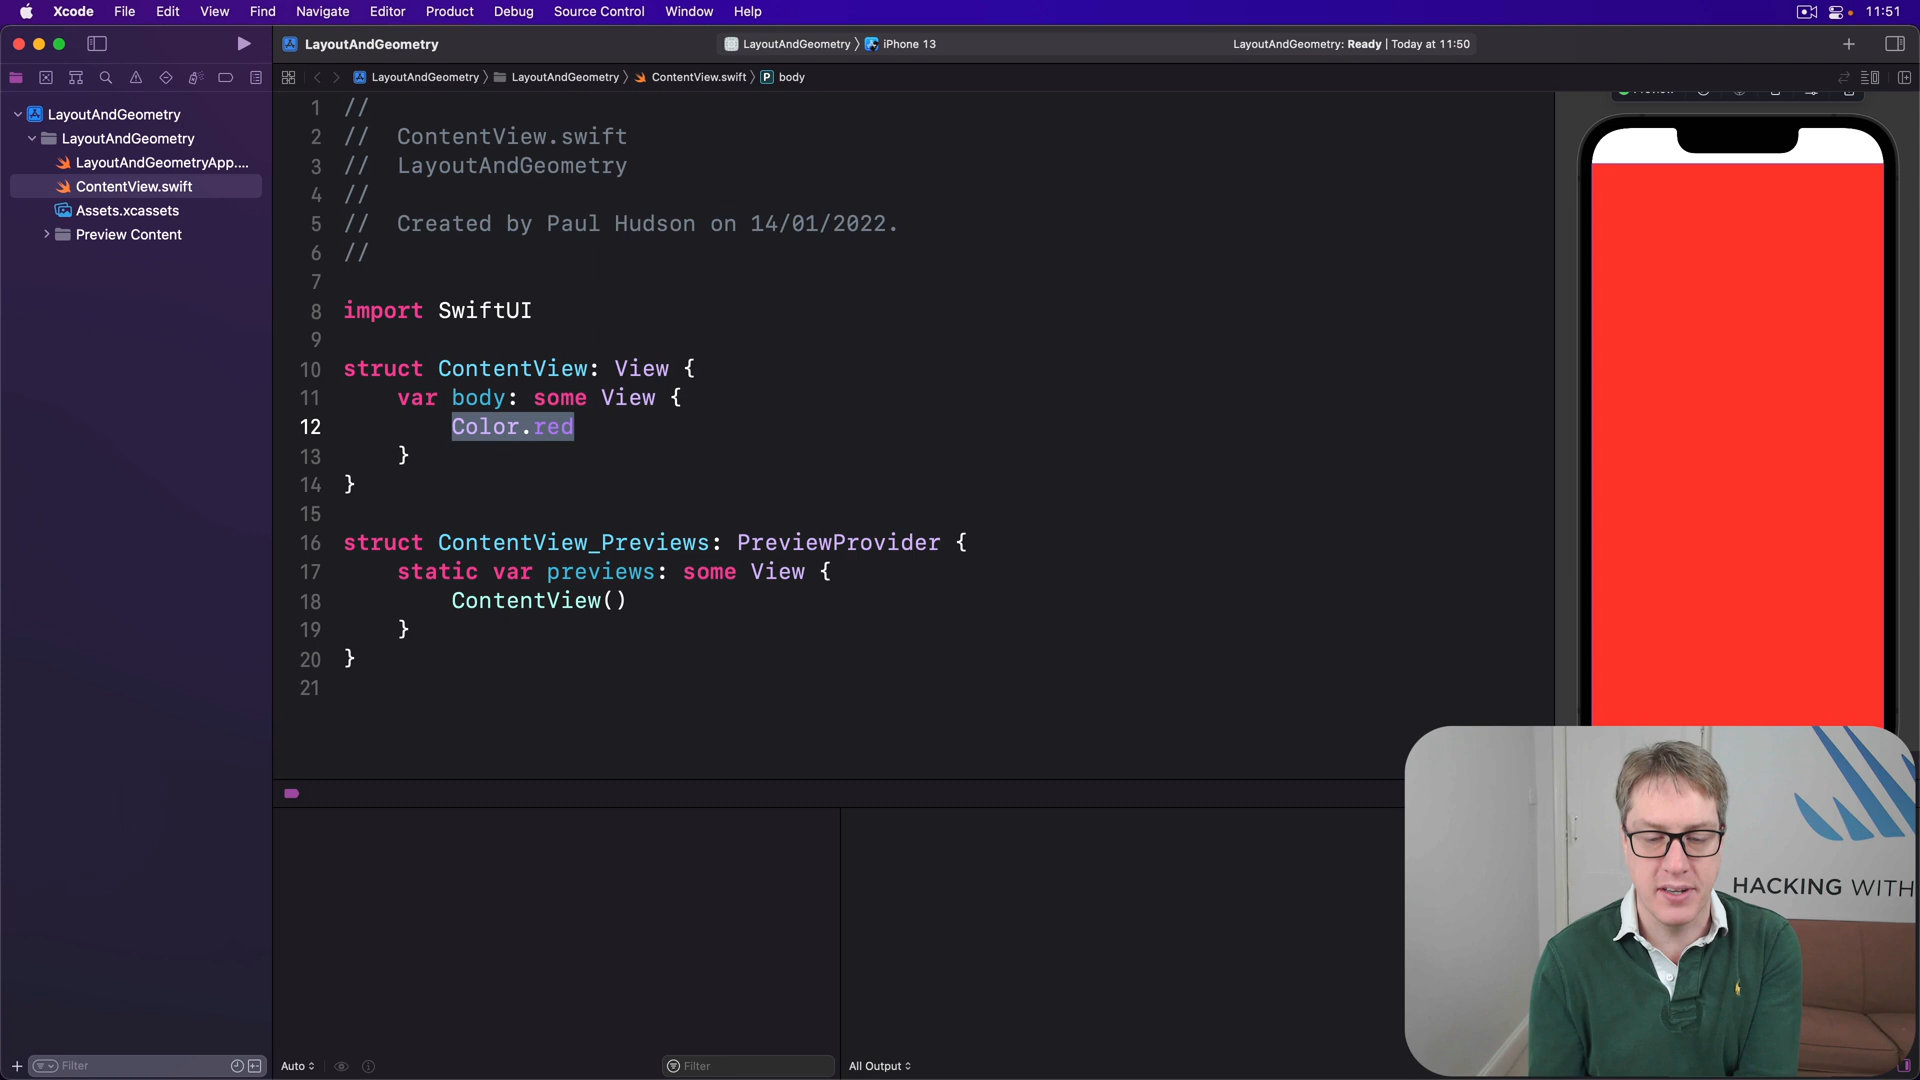 Xcode File Edit View Find Navigate Editor Product Debug Source Control Window Help 11:51
LayoutAndGeometry
LayoutAndGeometry
iPhone 13
LayoutAndGeometry: Ready | Today at 11:50
LayoutAndGeometry
LayoutAndGeometry
ContentView.swift
P body
LayoutAndGeometry
LayoutAndGeometry
LayoutAndGeometryApp....
ContentView.swift
Assets.xcassets
Preview Content
1 //
2 // ContentView.swift
3 // LayoutAndGeometry
4 //
5 // Created by Paul Hudson on 14/01/2022.
6 //
7
8 import SwiftUI
9
10 struct ContentView: View {
11 var body: some View {
12 Color.red
13 }
14 }
15
16 struct ContentView_Previews: PreviewProvider {
17 static var previews: some View {
18 ContentView()
19 }
20 }
21
HACKING WITH
Filter
Auto
Filter
All Output